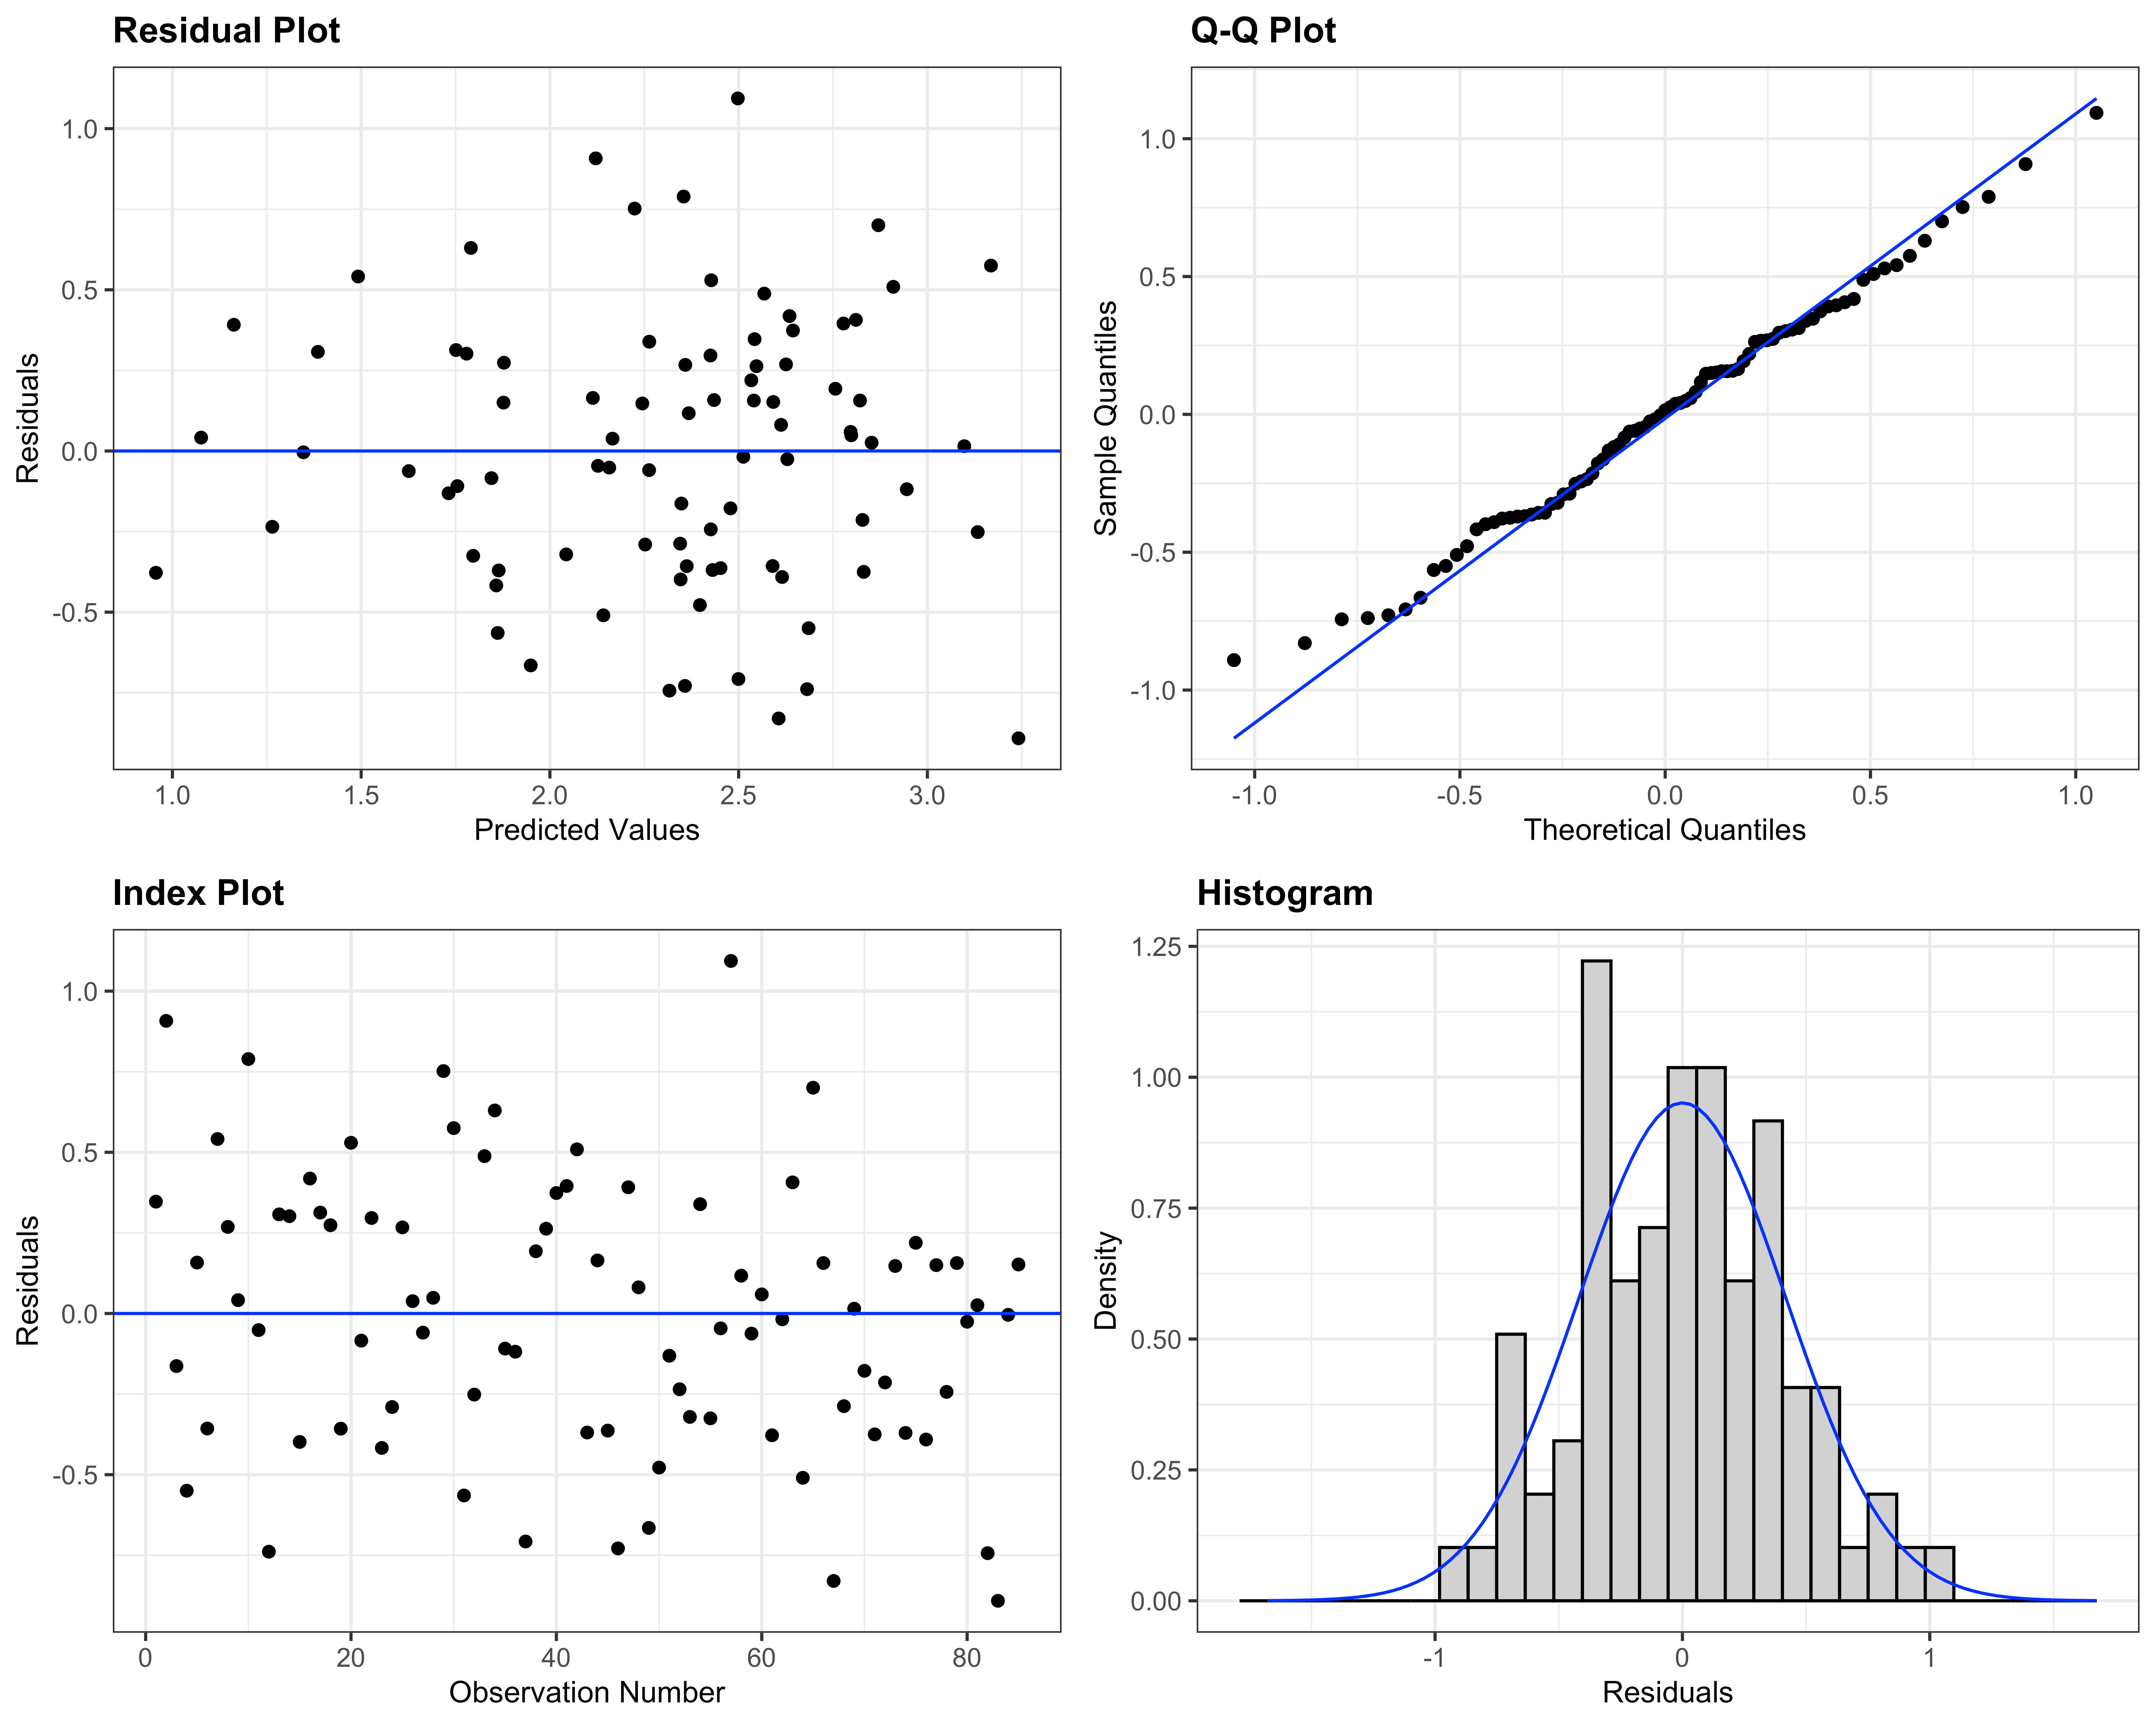 Residual Plot
Residuals
1.0
0.5
0.0
-0.5
1.0 1.5 2.0 2.5 3.0
Predicted Values
Q-Q Plot
Sample Quantiles
1.0
0.5
0.0
-0.5
-1.0
-1.0 -0.5 0.0 0.5 1.0
Theoretical Quantiles
Index Plot
Residuals
1.0
0.5
0.0
-0.5
0 20 40 60 80
Observation Number
Histogram
Density
1.25
1.00
0.75
0.50
0.25
0.00
-1 0 1
Residuals